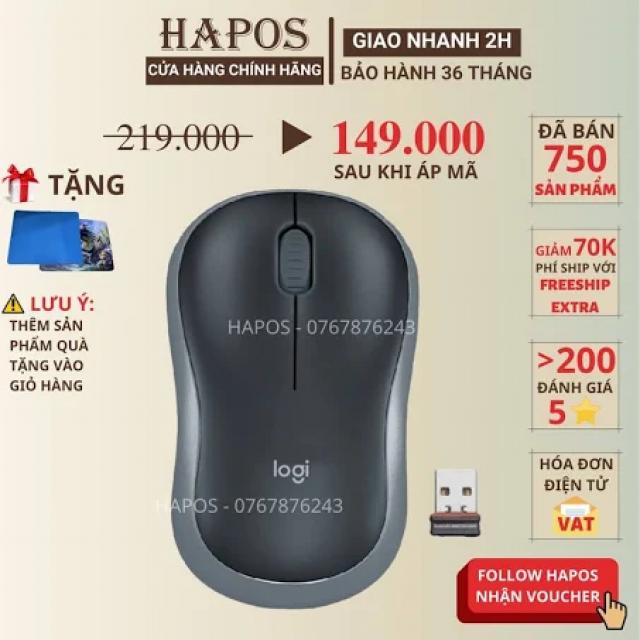 HAPOS
CỬA HÀNG CHÍNH HÃNG
GIAO NHANH 2H
BẢO HÀNH 36 THÁNG
219.000
149.000
SAU KHI ÁP MÃ
TẶNG
LƯU Ý:
THÊM SẢN
PHẨM QUÀ
TẶNG VÀO
GIỎ HÀNG
HAPOS - 0767876243
logi
HAPOS - 0767876243
ĐÃ BÁN
750
SẢN PHẨM
GIẢM 70K
PHÍ SHIP VỚI
FREESHIP
EXTRA
>200
ĐÁNH GIÁ
5
HÓA ĐƠN
ĐIỆN TỬ
VAT
FOLLOW HAPOS
NHẬN VOUCHER